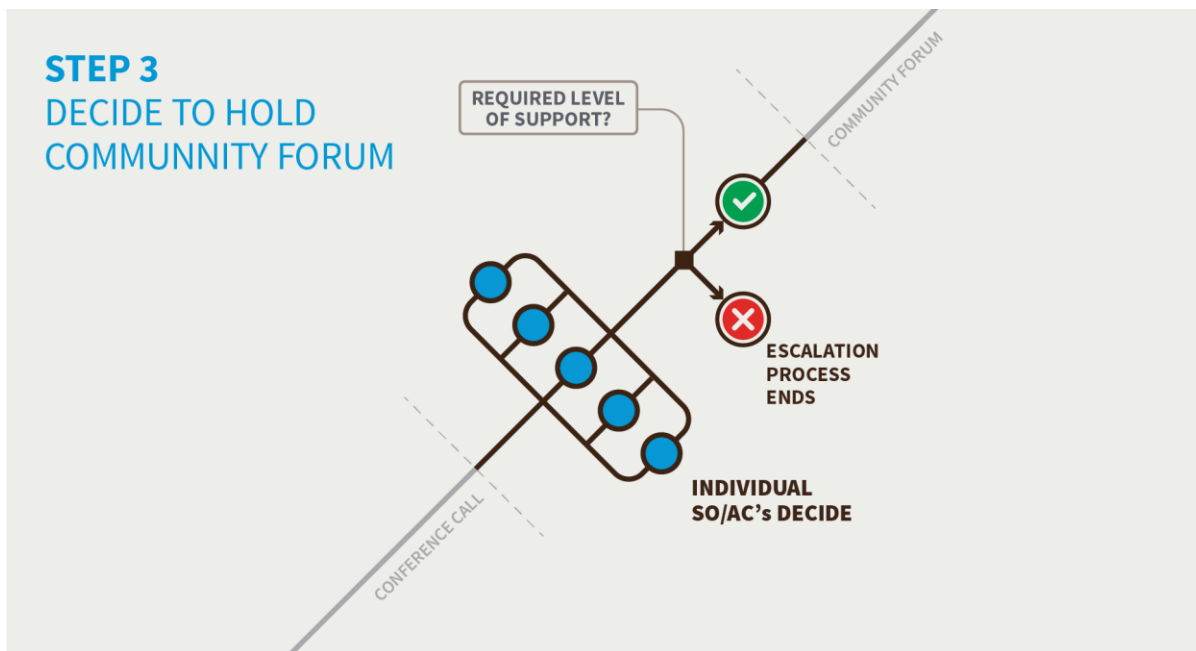 STEP 3
DECIDE TO HOLD
COMMUNNITY FORUM
REQUIRED LEVEL
OF SUPPORT?
COMMUNITY FORUM
ESCALATION
PROCESS
ENDS
INDIVIDUAL
SO/AC’s DECIDE
CONFERENCE CALL